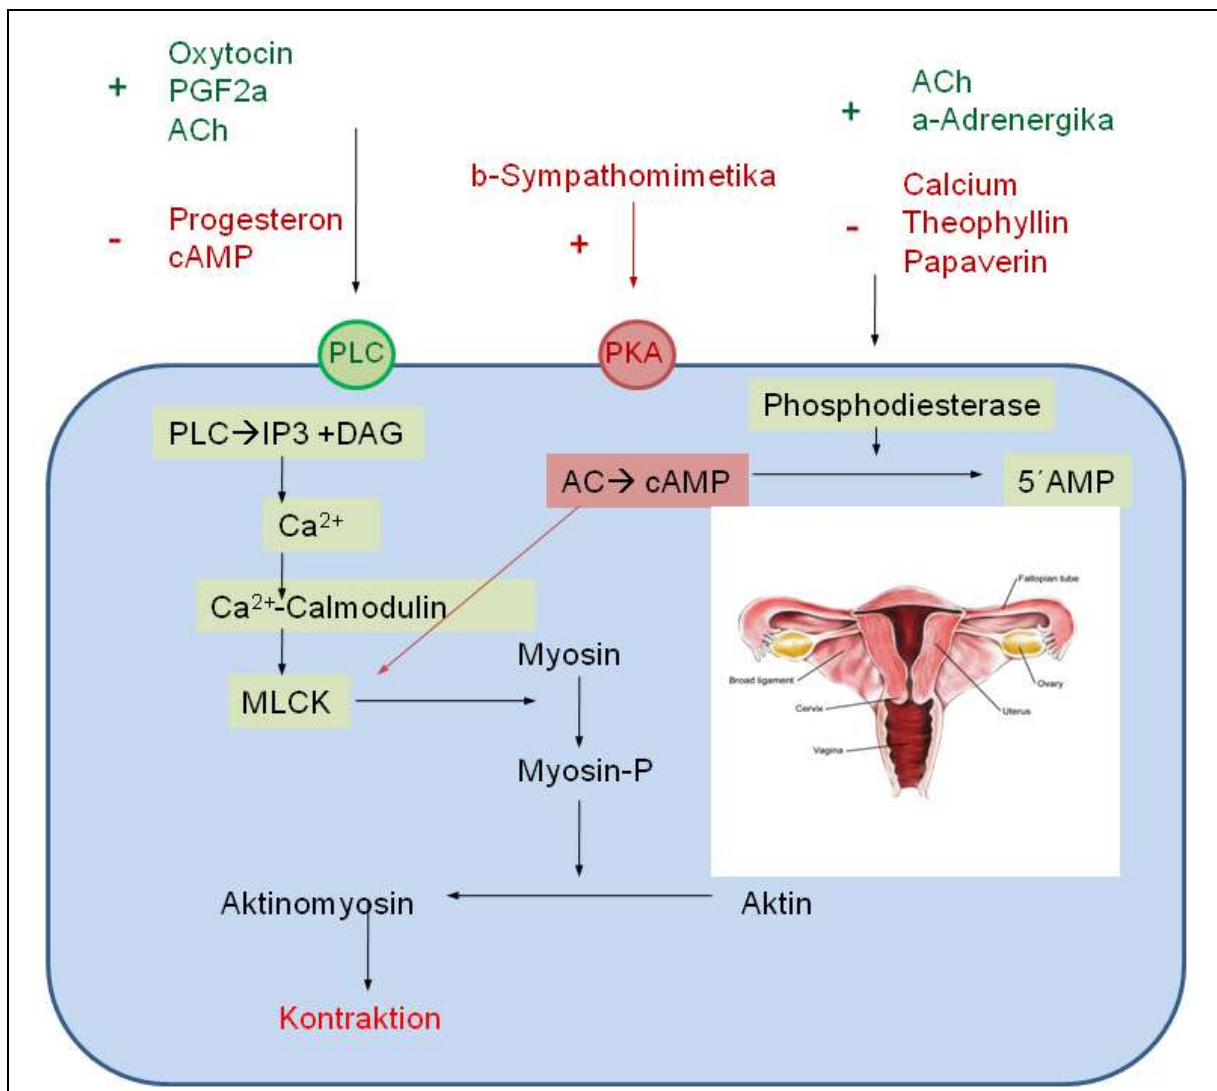 +
Oxytocin
PGF2a
ACh
-
Progesteron
cAMP
b-Sympathomimetika
+
+
ACh
a-Adrenergika
-
Calcium
Theophyllin
Papaverin
PLC
PKA
PLC→IP3 +DAG
Ca²⁺
Ca²⁺-Calmodulin
MLCK
AC→ cAMP
Phosphodiesterase
5´AMP
Myosin
Myosin-P
Aktinomyosin
Aktin
Kontraktion
Fallopian tube
Broad ligament
Ovary
Cervix
Uterus
Vagina